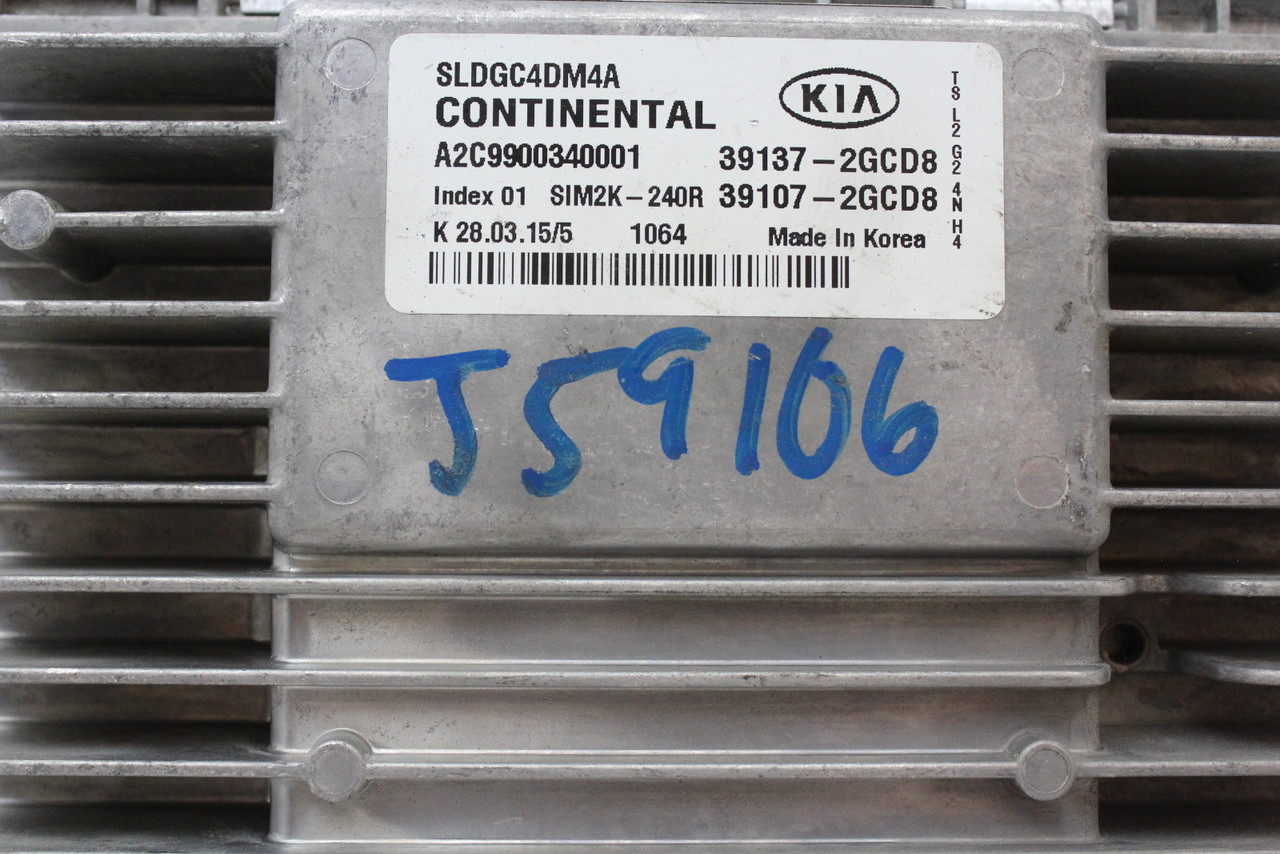 SLDGC4DM4A
CONTINENTAL
KIA
A2C9900340001 39137-2GCD8
Index 01 SIM2K-240R 39107-2GCD8
K 28.03.15/5 1064 Made In Korea
TS L2 G2 4N H4
J59106